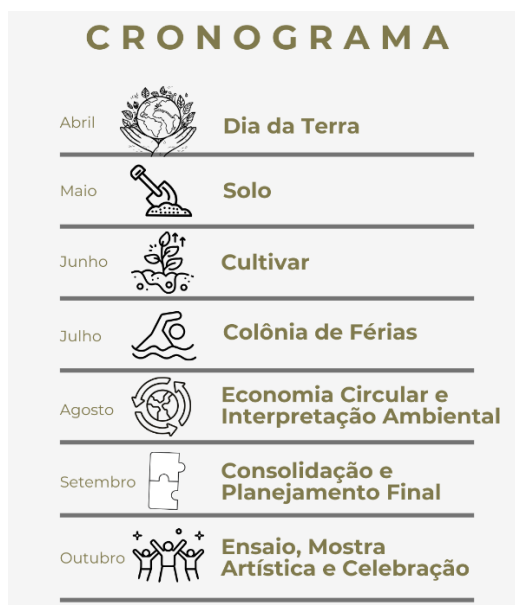 CRONOGRAMA
Abril
Dia da Terra
Maio
Solo
Junho
Cultivar
Julho
Colônia de Férias
Agosto
Economia Circular e
Interpretação Ambiental
Setembro
Consolidação e
Planejamento Final
Outubro
Ensaio, Mostra
Artística e Celebração